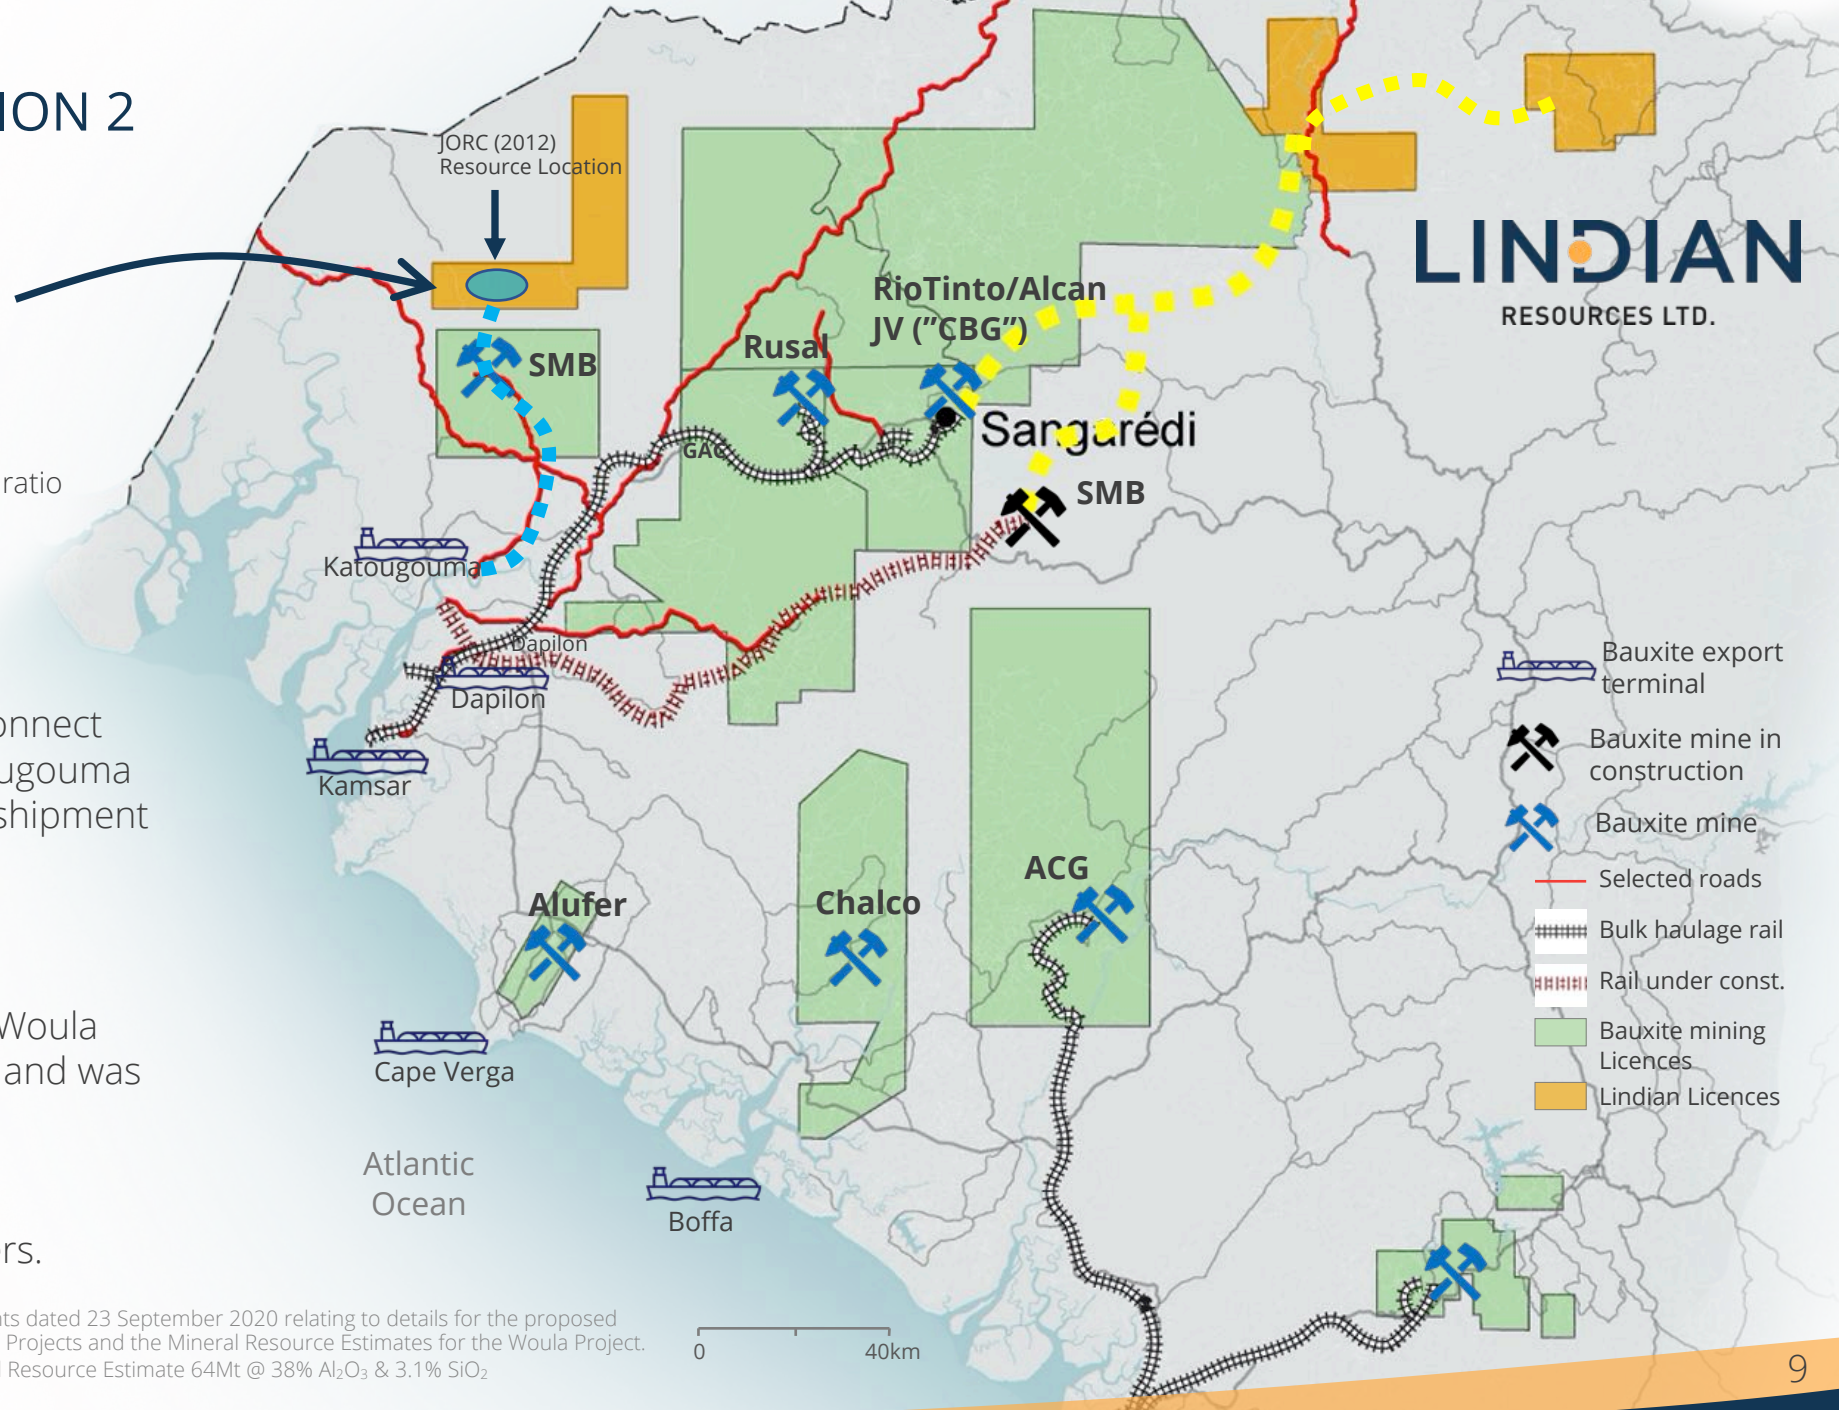 ION 2
JORC (2012)
Resource Location
LINDIAN
RESOURCES LTD.
RioTinto/Alcan
JV (”CBG”)
Rusal
SMB
Sangarédi
GAC
ratio
SMB
Katougouma
Dapilon
Dapilon
Kamsar
onnect
ugouma
shipment
Bauxite export
terminal
Bauxite mine in
construction
Bauxite mine
Selected roads
Bulk haulage rail
Rail under const.
Bauxite mining
Licences
Lindian Licences
ACG
Alufer
Chalco
Woula
and was
Cape Verga
Atlantic
Ocean
Boffa
rs.
ts dated 23 September 2020 relating to details for the proposed
Projects and the Mineral Resource Estimates for the Woula Project.
Resource Estimate 64Mt @ 38% Al₂O₃ & 3.1% SiO₂
0 40km
9